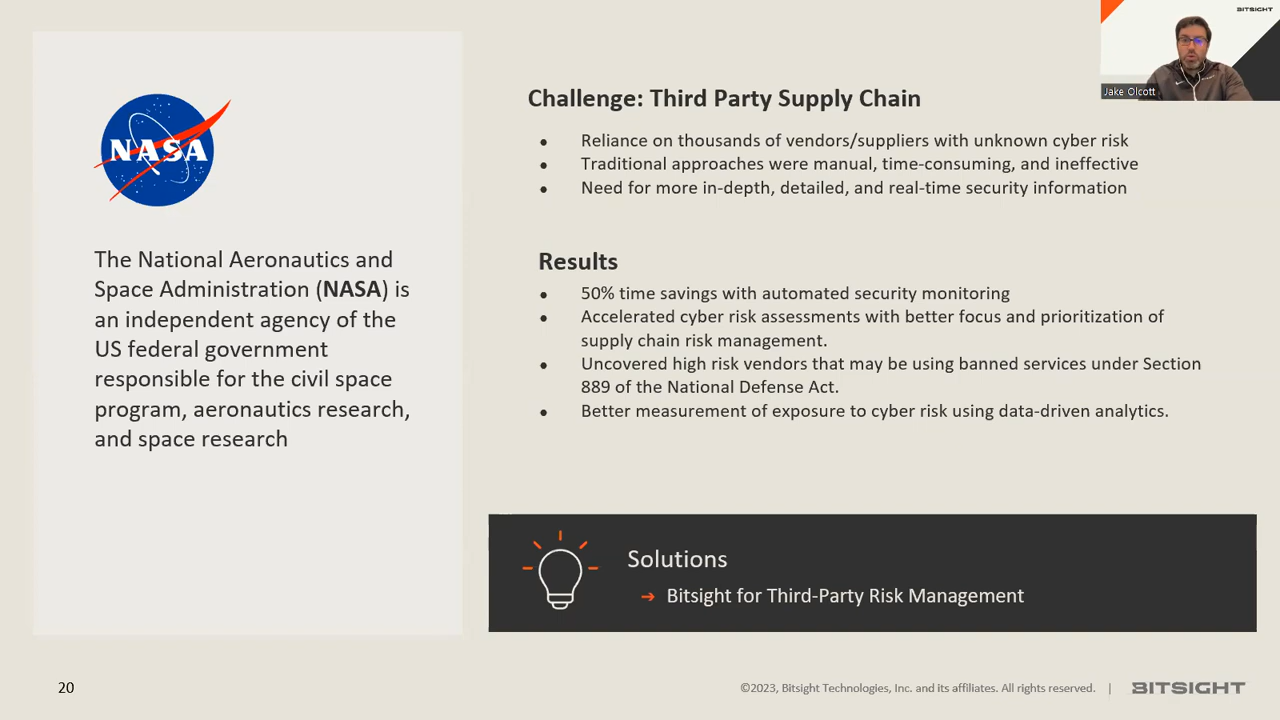 BITSIGHT
Jake Olcott
NASA
The National Aeronautics and
Space Administration (NASA) is
an independent agency of the
US federal government
responsible for the civil space
program, aeronautics research,
and space research
Challenge: Third Party Supply Chain
● Reliance on thousands of vendors/suppliers with unknown cyber risk
● Traditional approaches were manual, time-consuming, and ineffective
● Need for more in-depth, detailed, and real-time security information
Results
● 50% time savings with automated security monitoring
● Accelerated cyber risk assessments with better focus and prioritization of
supply chain risk management.
● Uncovered high risk vendors that may be using banned services under Section
889 of the National Defense Act.
● Better measurement of exposure to cyber risk using data-driven analytics.
Solutions
➔ Bitsight for Third-Party Risk Management
20
©2023, Bitsight Technologies, Inc. and its affiliates. All rights reserved. | BITSIGHT